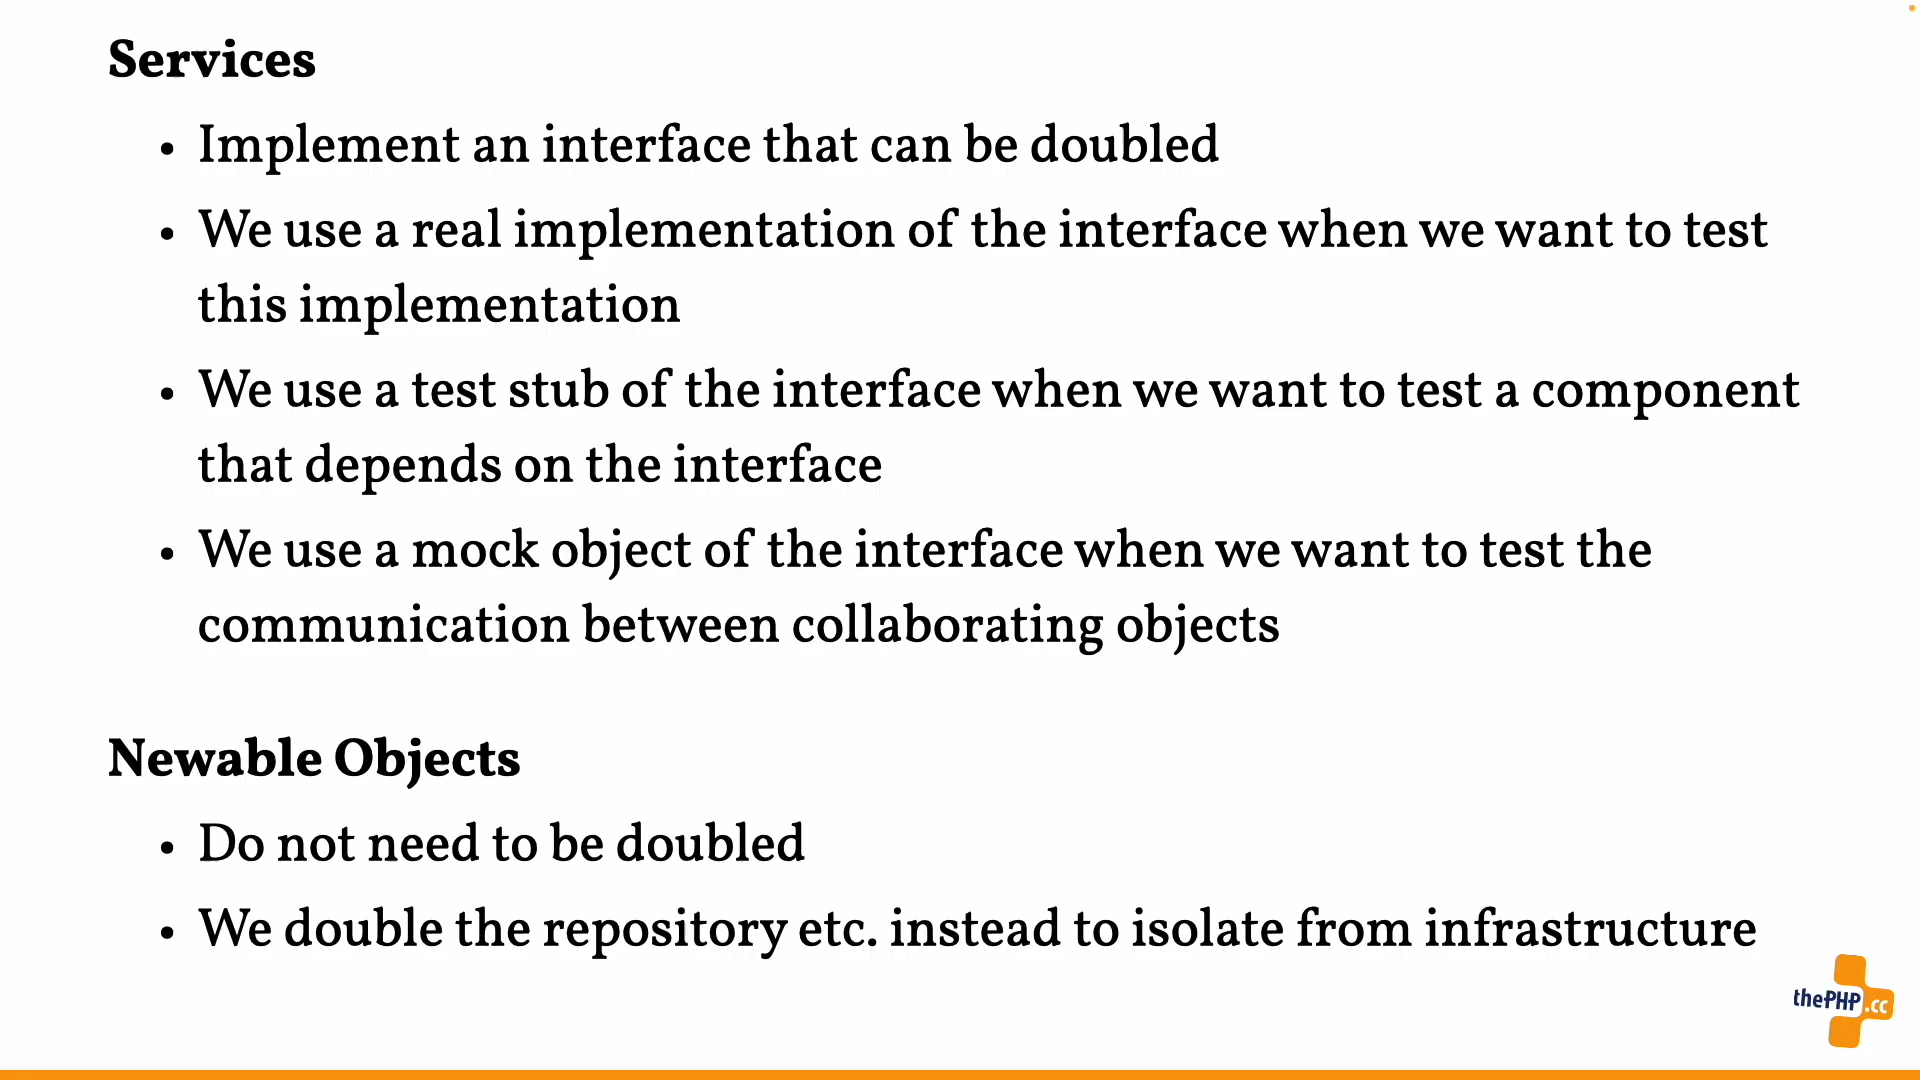 Services
• Implement an interface that can be doubled
• We use a real implementation of the interface when we want to test
this implementation
• We use a test stub of the interface when we want to test a component
that depends on the interface
• We use a mock object of the interface when we want to test the
communication between collaborating objects
Newable Objects
• Do not need to be doubled
• We double the repository etc. instead to isolate from infrastructure
thePHP.cc